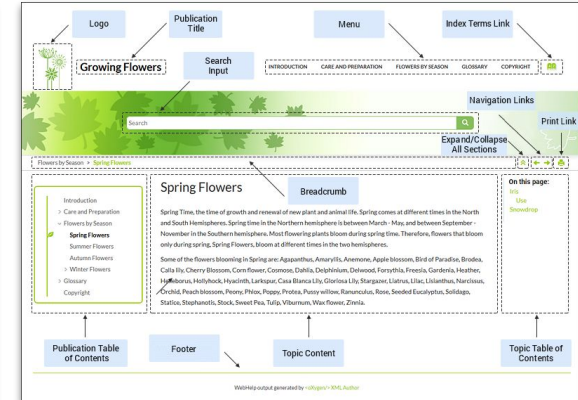 Logo
Publication
Title
Menu
Index Terms Link
Growing Flowers
Search
Input
INTRODUCTION CARE AND PREPARATION FLOWERS BY SEASON GLOSSARY COPYRIGHT
Navigation Links
Search
Print Link
Expand/Collapse
All Sections
Flowers by Season > Spring Flowers
Breadcrumb
Introduction
> Care and Preparation
Flowers by Season
Spring Flowers
Summer Flowers
Autumn Flowers
> Winter Flowers
> Glossary
Copyright
Spring Flowers
Spring Time, the time of growth and renewal of new plant and animal life. Spring comes at different times in the North
and South Hemispheres. Spring time in the Northern hemisphere is between March - May, and between September -
November in the Southern hemisphere. Most flowering plants bloom during spring time. Therefore, flowers that bloom
only during spring, Spring Flowers, bloom at different times in the two hemispheres.
Some of the flowers blooming in Spring are: Agapanthus, Amaryllis, Anemone, Apple blossom, Bird of Paradise, Brodea,
Calla lily, Cherry Blossom, Corn flower, Cosmose, Dahlia, Delphinium, Delwood, Forsythia, Freesia, Gardenia, Heather,
Helleborus, Hollyhock, Hyacinth, Larkspur, Casa Blanca Lily, Gloriosa Lily, Stargazer, Liatrus, Lilac, Lisianthus, Narcissus,
Orchid, Peach blossom, Peony, Phlox, Poppy, Protea, Pussy willow, Ranunculus, Rose, Seeded Eucalyptus, Solidago,
Statice, Stephanotis, Stock, Sweet Pea, Tulip, Viburnum, Wax flower, Zinnia.
On this page:
Iris
Use
Snowdrop
Publication Table
of Contents
Footer
Topic Content
Topic Table of
Contents
WebHelp output generated by <oXygen/> XML Author